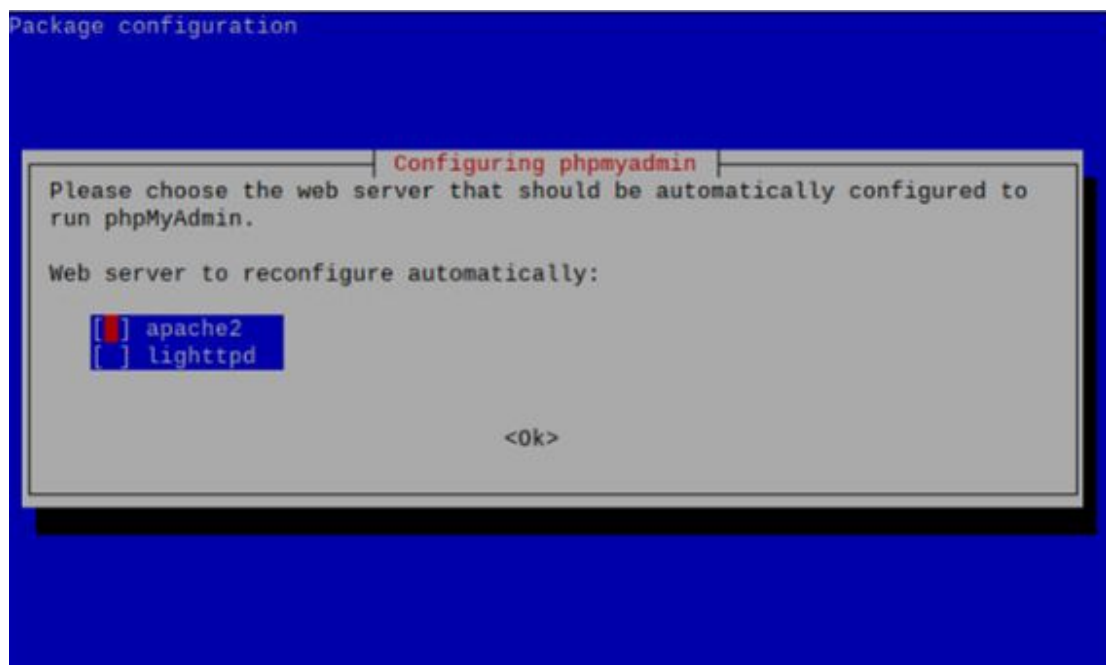 Package configuration
Configuring phpmyadmin
Please choose the web server that should be automatically configured to
run phpMyAdmin.
Web server to reconfigure automatically:
[ ] apache2
[ ] lighttpd
<Ok>